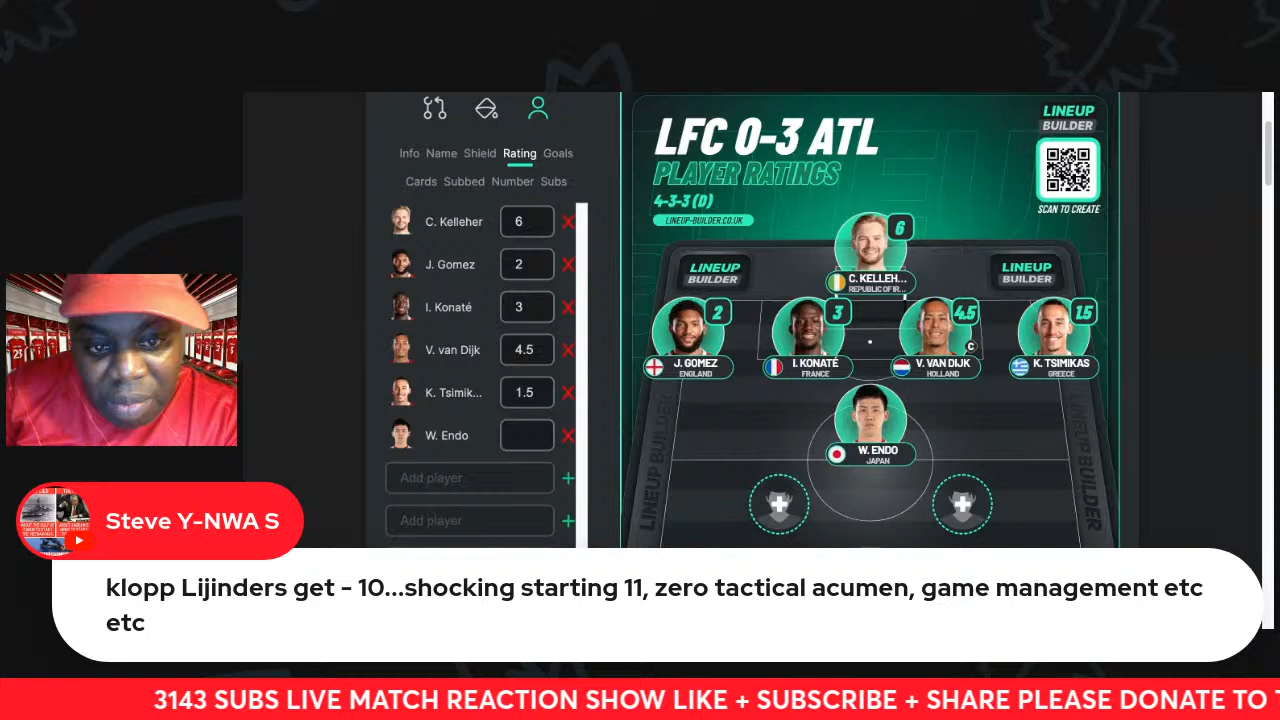 Info Name Shield Rating Goals
Cards Subbed Number Subs
C. Kelleher 6
J. Gomez 2
I. Konaté 3
V. van Dijk 4.5
K. Tsimik... 1.5
W. Endo
Add player
Add player
LFC 0-3 ATL
PLAYER RATINGS
4-3-3 (D)
LINEUP-BUILDER.CO.UK
LINEUP
BUILDER
SCAN TO CREATE
6
C. KELLEH...
REPUBLIC OF IR...
LINEUP
BUILDER
LINEUP
BUILDER
2
J. GOMEZ
ENGLAND
3
I. KONATÉ
FRANCE
4.5
C
V. VAN DIJK
HOLLAND
1.5
K. TSIMIKAS
GREECE
W. ENDO
JAPAN
LINEUP BUILDER
LINEUP BUILDER
Steve Y-NWA S
klopp Lijinders get - 10...shocking starting 11, zero tactical acumen, game management etc
etc
3143 SUBS LIVE MATCH REACTION SHOW LIKE + SUBSCRIBE + SHARE PLEASE DONATE TO